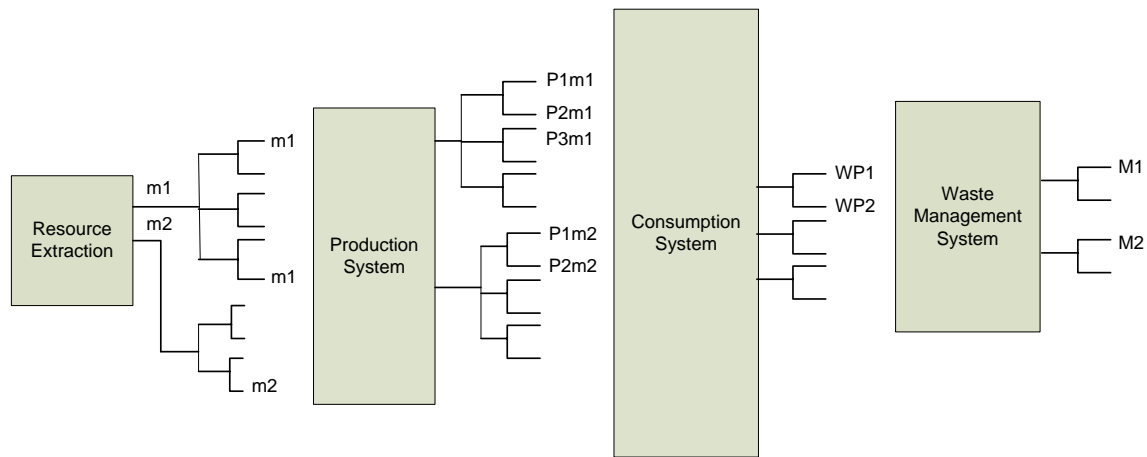 Resource
Extraction
m1
m2
m1
m1
m2
Production
System
P1m1
P2m1
P3m1
P1m2
P2m2
Consumption
System
WP1
WP2
Waste
Management
System
M1
M2